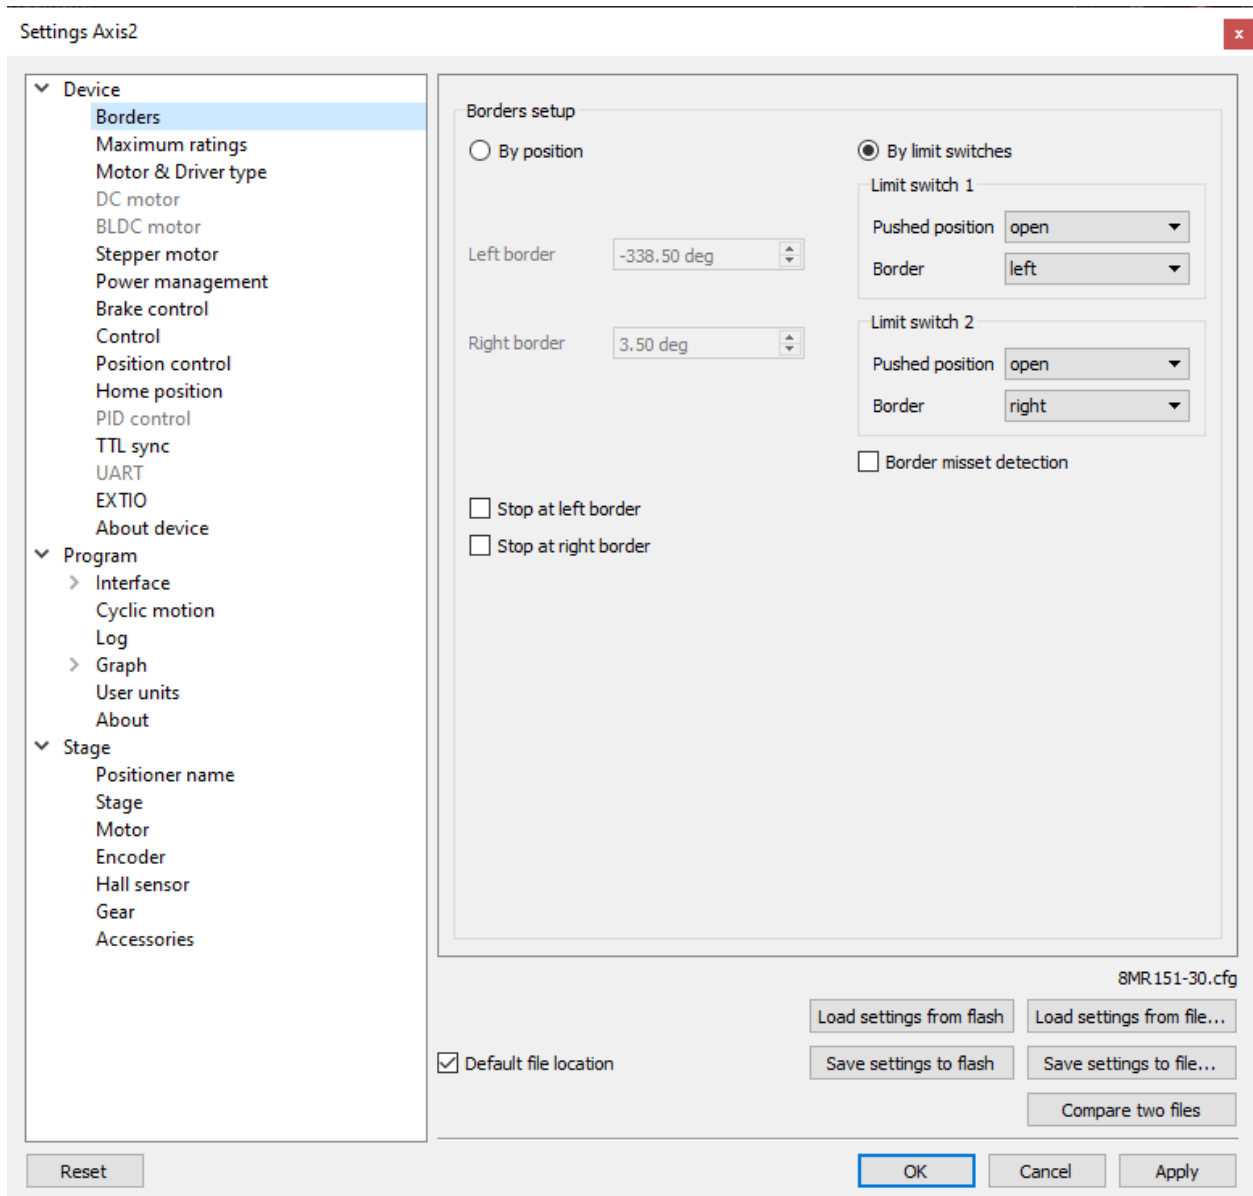 Settings Axis2
x
Device
Borders
Maximum ratings
Motor & Driver type
DC motor
BLDC motor
Stepper motor
Power management
Brake control
Control
Position control
Home position
PID control
TTL sync
UART
EXTIO
About device
Program
Interface
Cyclic motion
Log
Graph
User units
About
Stage
Positioner name
Stage
Motor
Encoder
Hall sensor
Gear
Accessories
Borders setup
By position
Left border -338.50 deg
Right border 3.50 deg
By limit switches
Limit switch 1
Pushed position open
Border left
Limit switch 2
Pushed position open
Border right
Border misset detection
Stop at left border
Stop at right border
8MR151-30.cfg
Load settings from flash Load settings from file...
Default file location Save settings to flash Save settings to file...
Compare two files
Reset OK Cancel Apply